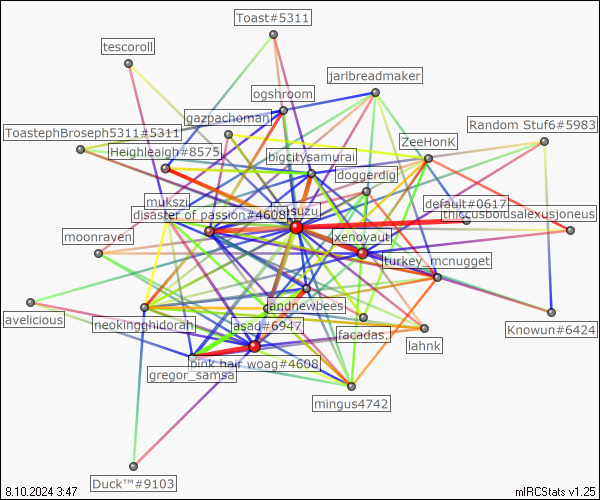 Toast#5311
tescoroll
jarlbreadmaker
ogshroom
gazpachoman
Random Stuf6#5983
ToastephBroseph5311#5311
ZeeHonK
Heighleaigh#8575
bigcitysamurai
doggerdig
mukszi
default#0617
disaster of passion#4608
suzu
thiccusboidsalexusjoneus
moonraven
xenoyaut
turkey_mcnugget
andnewbees
avelicious
neokingghidorah
asad#6947
facadas.
Knowun#6424
lahnk
pink hair woag#4608
gregor_samsa
mingus4742
Duck™#9103
8.10.2024 3:47
mIRCStats v1.25